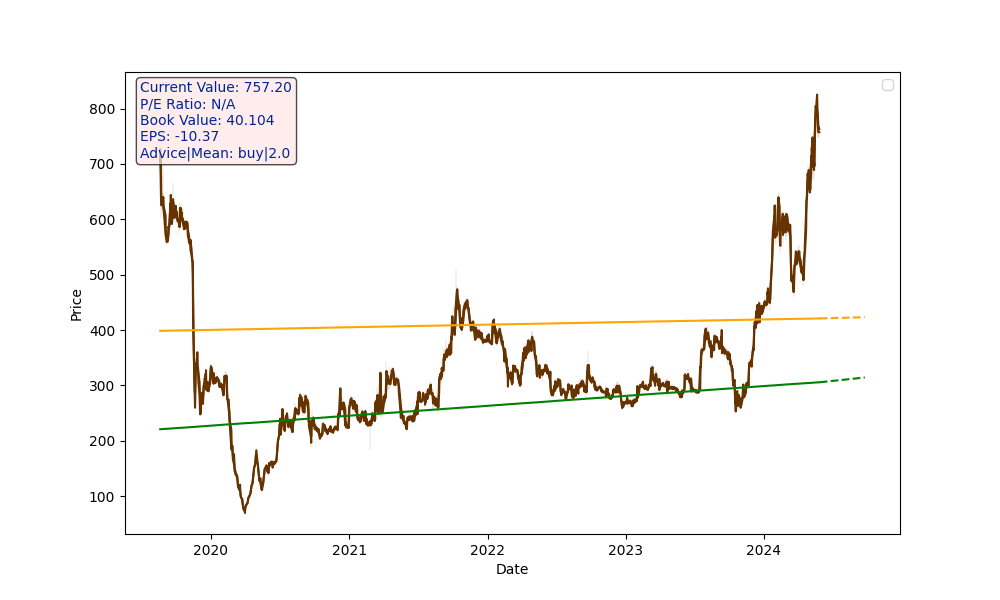 Current Value: 757.20
P/E Ratio: N/A
Book Value: 40.104
EPS: -10.37
Advice|Mean: buy|2.0
800
700
600
500
400
300
200
100
Price
2020 2021 2022 2023 2024
Date